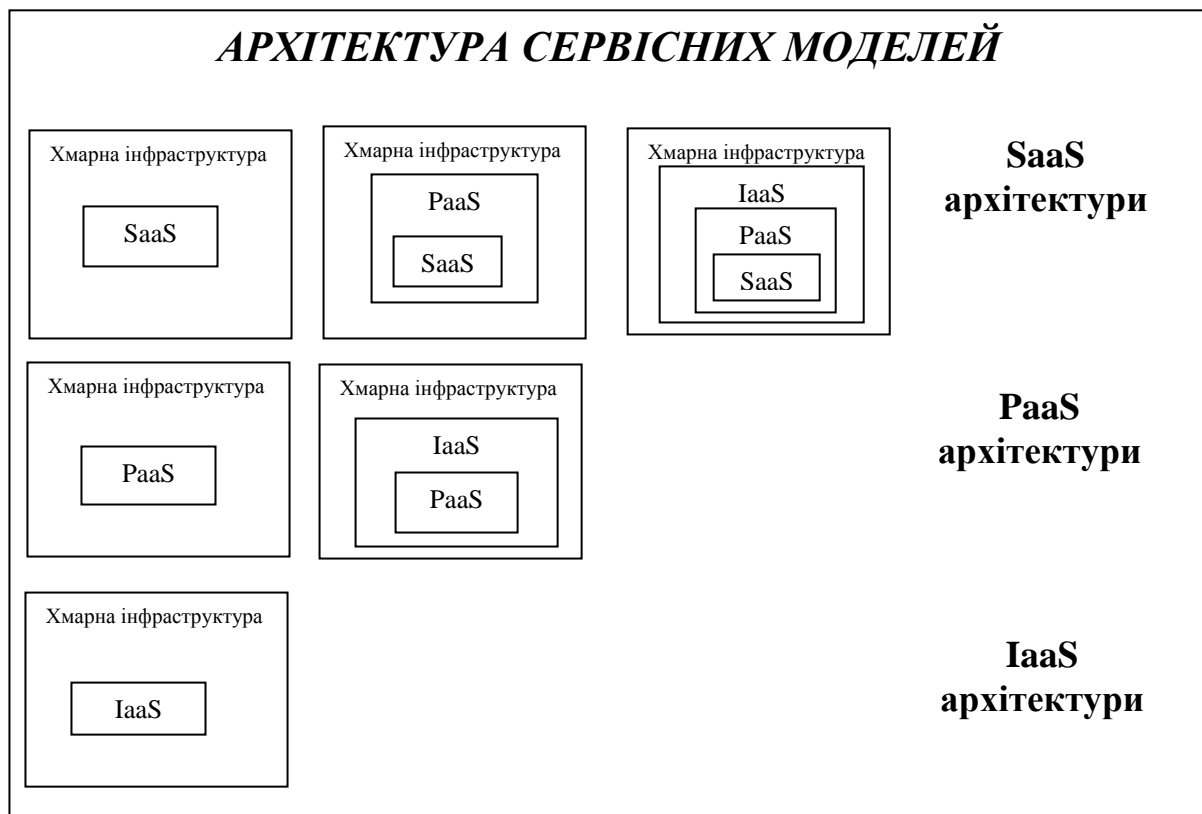 АРХІТЕКТУРА СЕРВІСНИХ МОДЕЛЕЙ
Хмарна інфраструктура
SaaS
Хмарна інфраструктура
PaaS
SaaS
Хмарна інфраструктура
IaaS
PaaS
SaaS
SaaS
архітектури
Хмарна інфраструктура
PaaS
Хмарна інфраструктура
IaaS
PaaS
PaaS
архітектури
Хмарна інфраструктура
IaaS
IaaS
архітектури